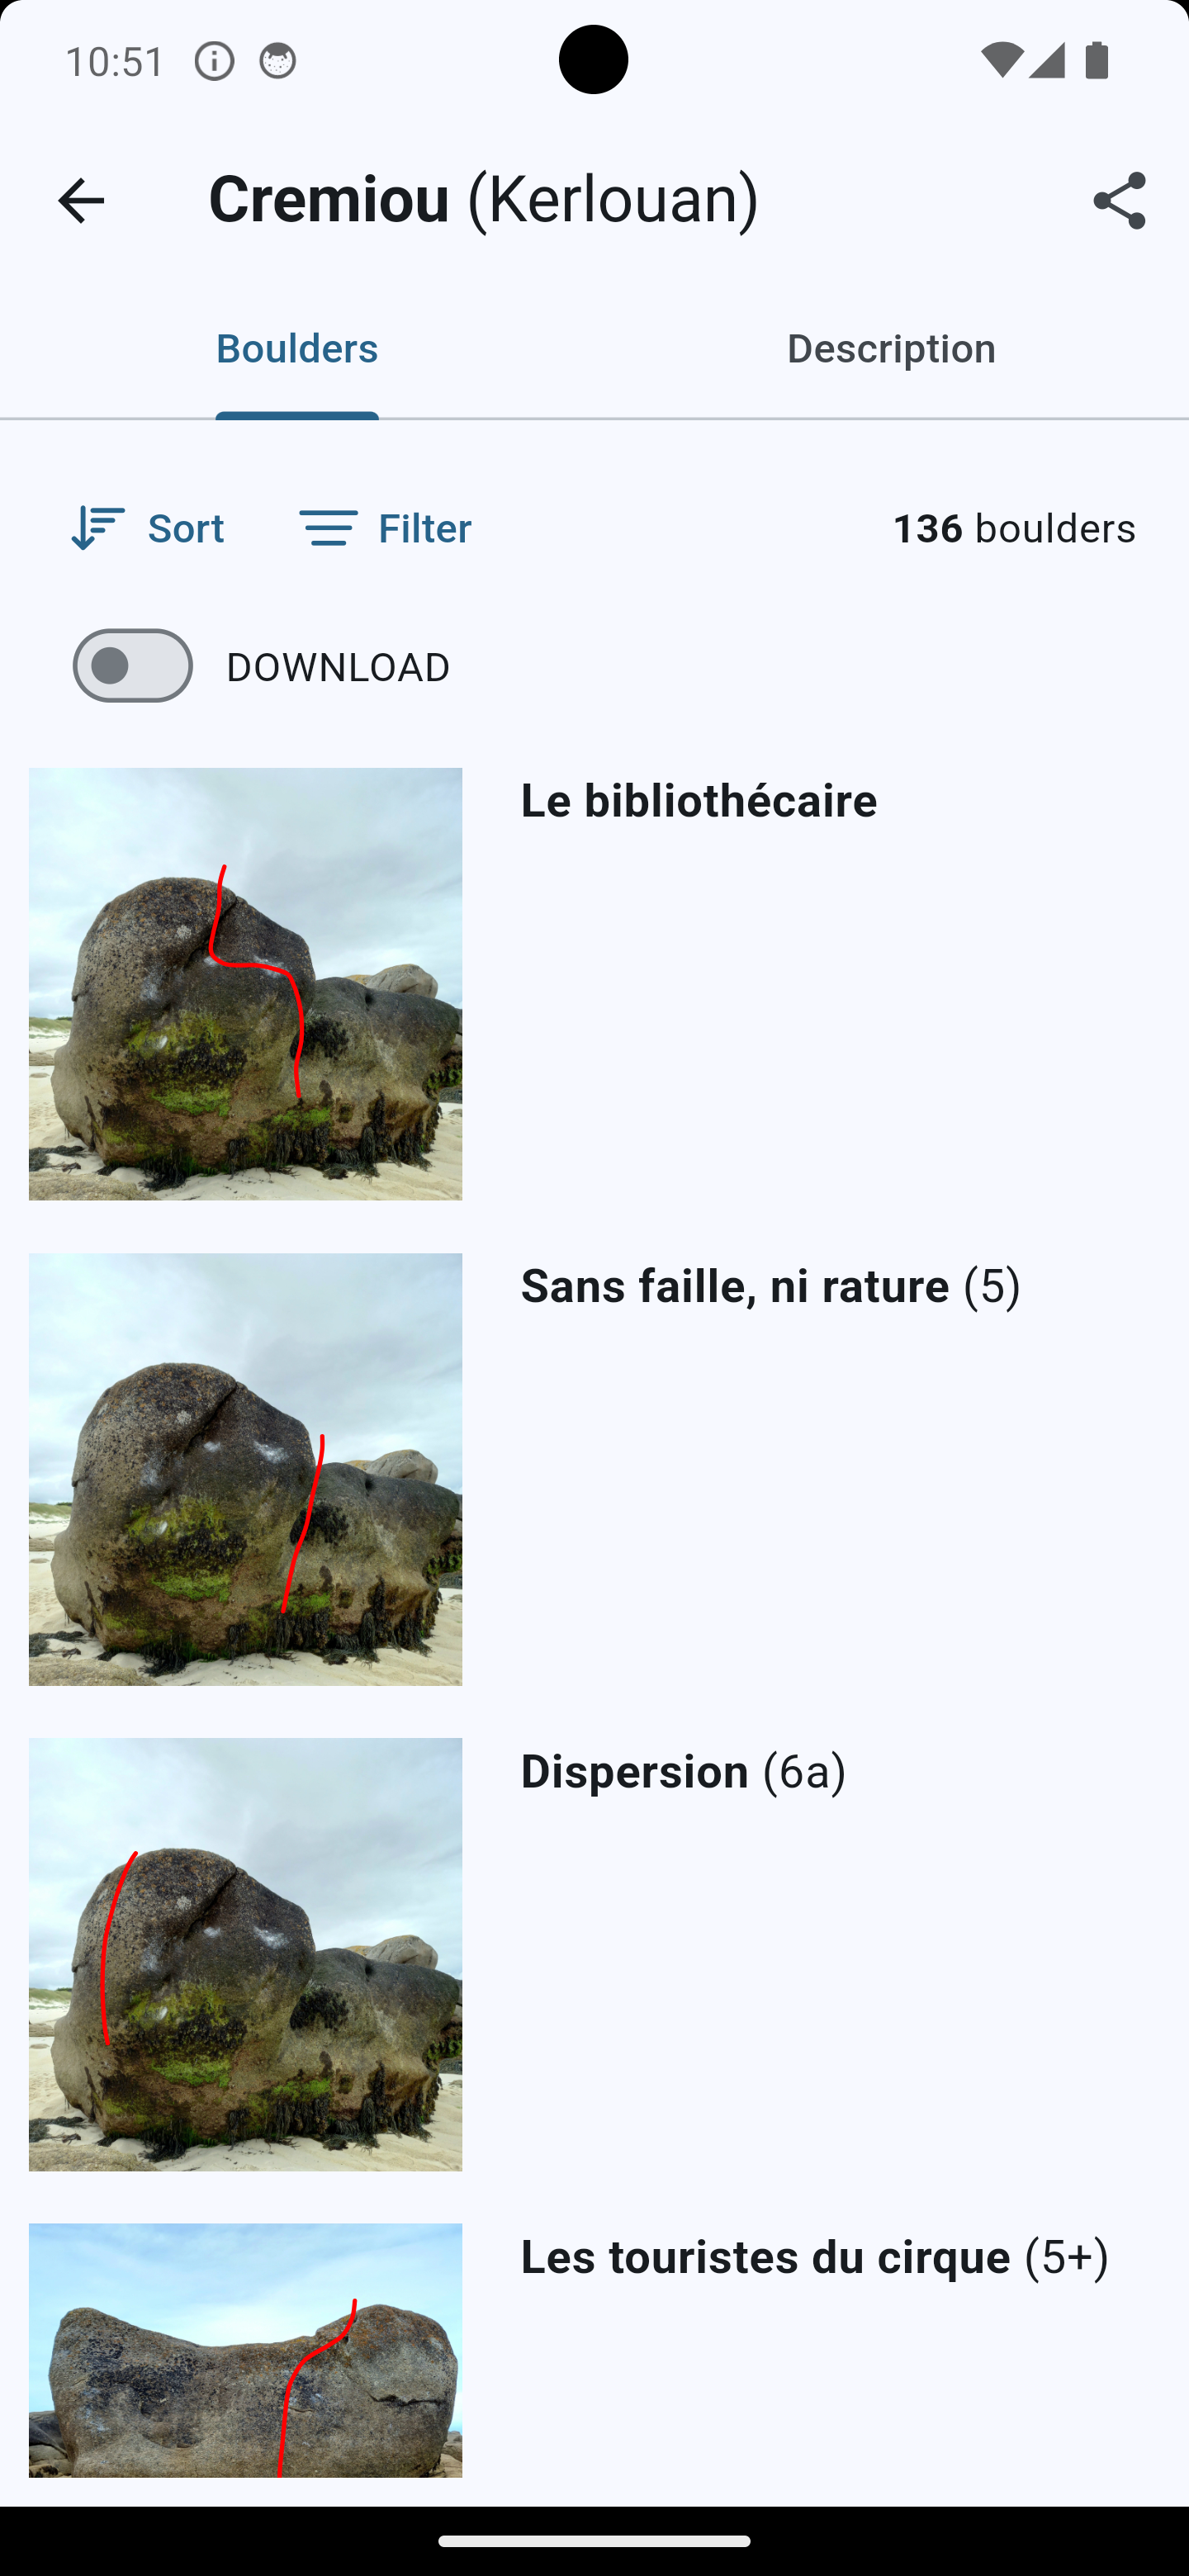 10:51
Cremiou (Kerlouan)
Boulders
Description
Sort
Filter
136 boulders
DOWNLOAD
Le bibliothécaire
Sans faille, ni rature (5)
Dispersion (6a)
Les touristes du cirque (5+)